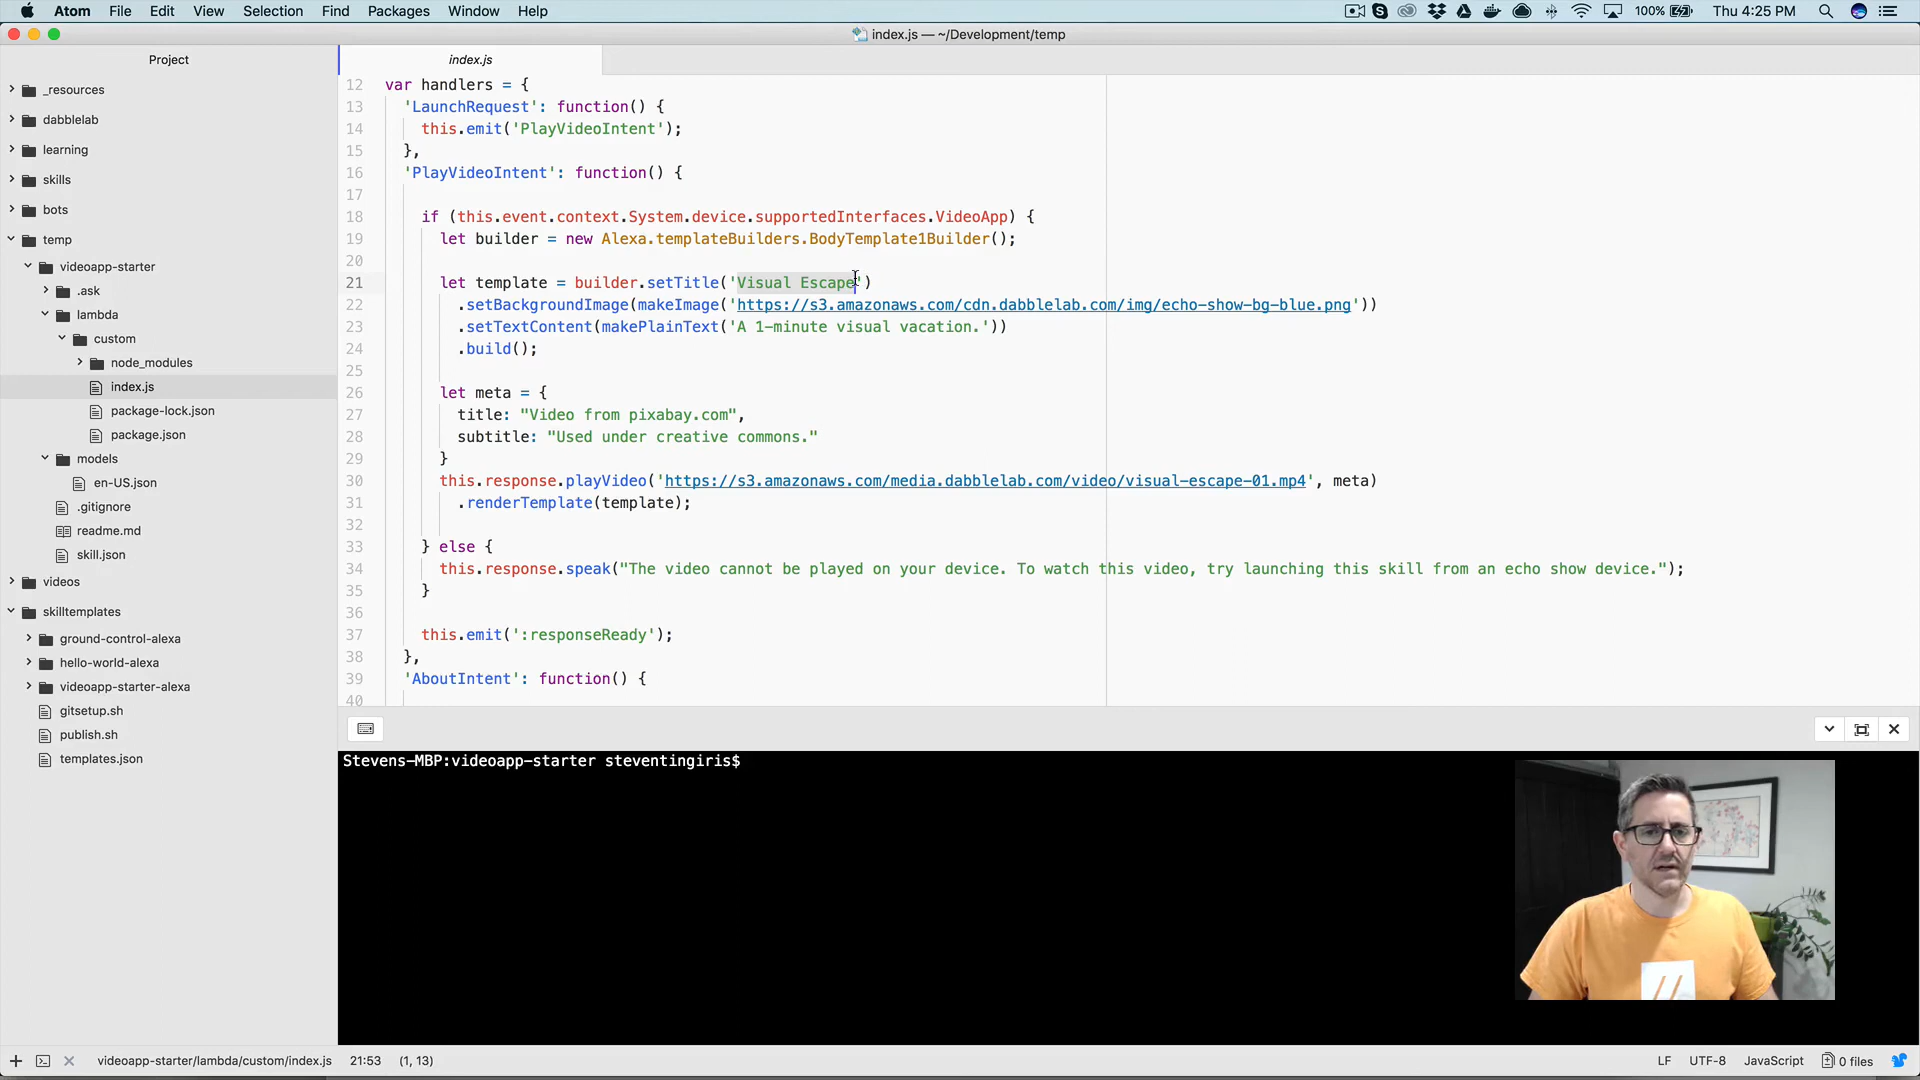 Atom File Edit View Selection Find Packages Window Help 100% Thu 4:25 PM
index.js — ~/Development/temp
Project
index.js
_resources
dabblelab
learning
skills
bots
temp
videoapp-starter
.ask
lambda
custom
node_modules
index.js
package-lock.json
package.json
models
en-US.json
.gitignore
readme.md
skill.json
videos
skilltemplates
ground-control-alexa
hello-world-alexa
videoapp-starter-alexa
gitsetup.sh
publish.sh
templates.json
12 var handlers = {
13 'LaunchRequest': function() {
14 this.emit('PlayVideoIntent');
15 },
16 'PlayVideoIntent': function() {
17
18 if (this.event.context.System.device.supportedInterfaces.VideoApp) {
19 let builder = new Alexa.templateBuilders.BodyTemplate1Builder();
20
21 let template = builder.setTitle('Visual Escape')
22 .setBackgroundImage(makeImage('https://s3.amazonaws.com/cdn.dabblelab.com/img/echo-show-bg-blue.png'))
23 .setTextContent(makePlainText('A 1-minute visual vacation.'))
24 .build();
25
26 let meta = {
27 title: "Video from pixabay.com",
28 subtitle: "Used under creative commons."
29 }
30 this.response.playVideo('https://s3.amazonaws.com/media.dabblelab.com/video/visual-escape-01.mp4', meta)
31 .renderTemplate(template);
32
33 } else {
34 this.response.speak("The video cannot be played on your device. To watch this video, try launching this skill from an echo show device.");
35 }
36
37 this.emit(':responseReady');
38 },
39 'AboutIntent': function() {
40
Stevens-MBP:videoapp-starter steventingiris$
//
videoapp-starter/lambda/custom/index.js 21:53 (1, 13) LF UTF-8 JavaScript 0 files